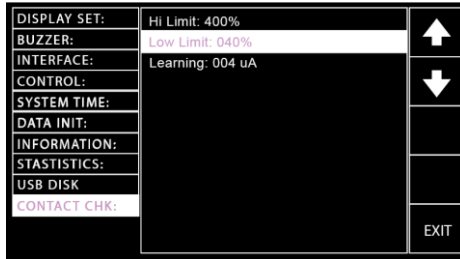 DISPLAY SET:
BUZZER:
INTERFACE:
CONTROL:
SYSTEM TIME:
DATA INIT:
INFORMATION:
STASTISTICS:
USB DISK
CONTACT CHK:
Hi Limit: 400%
Low Limit: 040%
Learning: 004 uA
EXIT